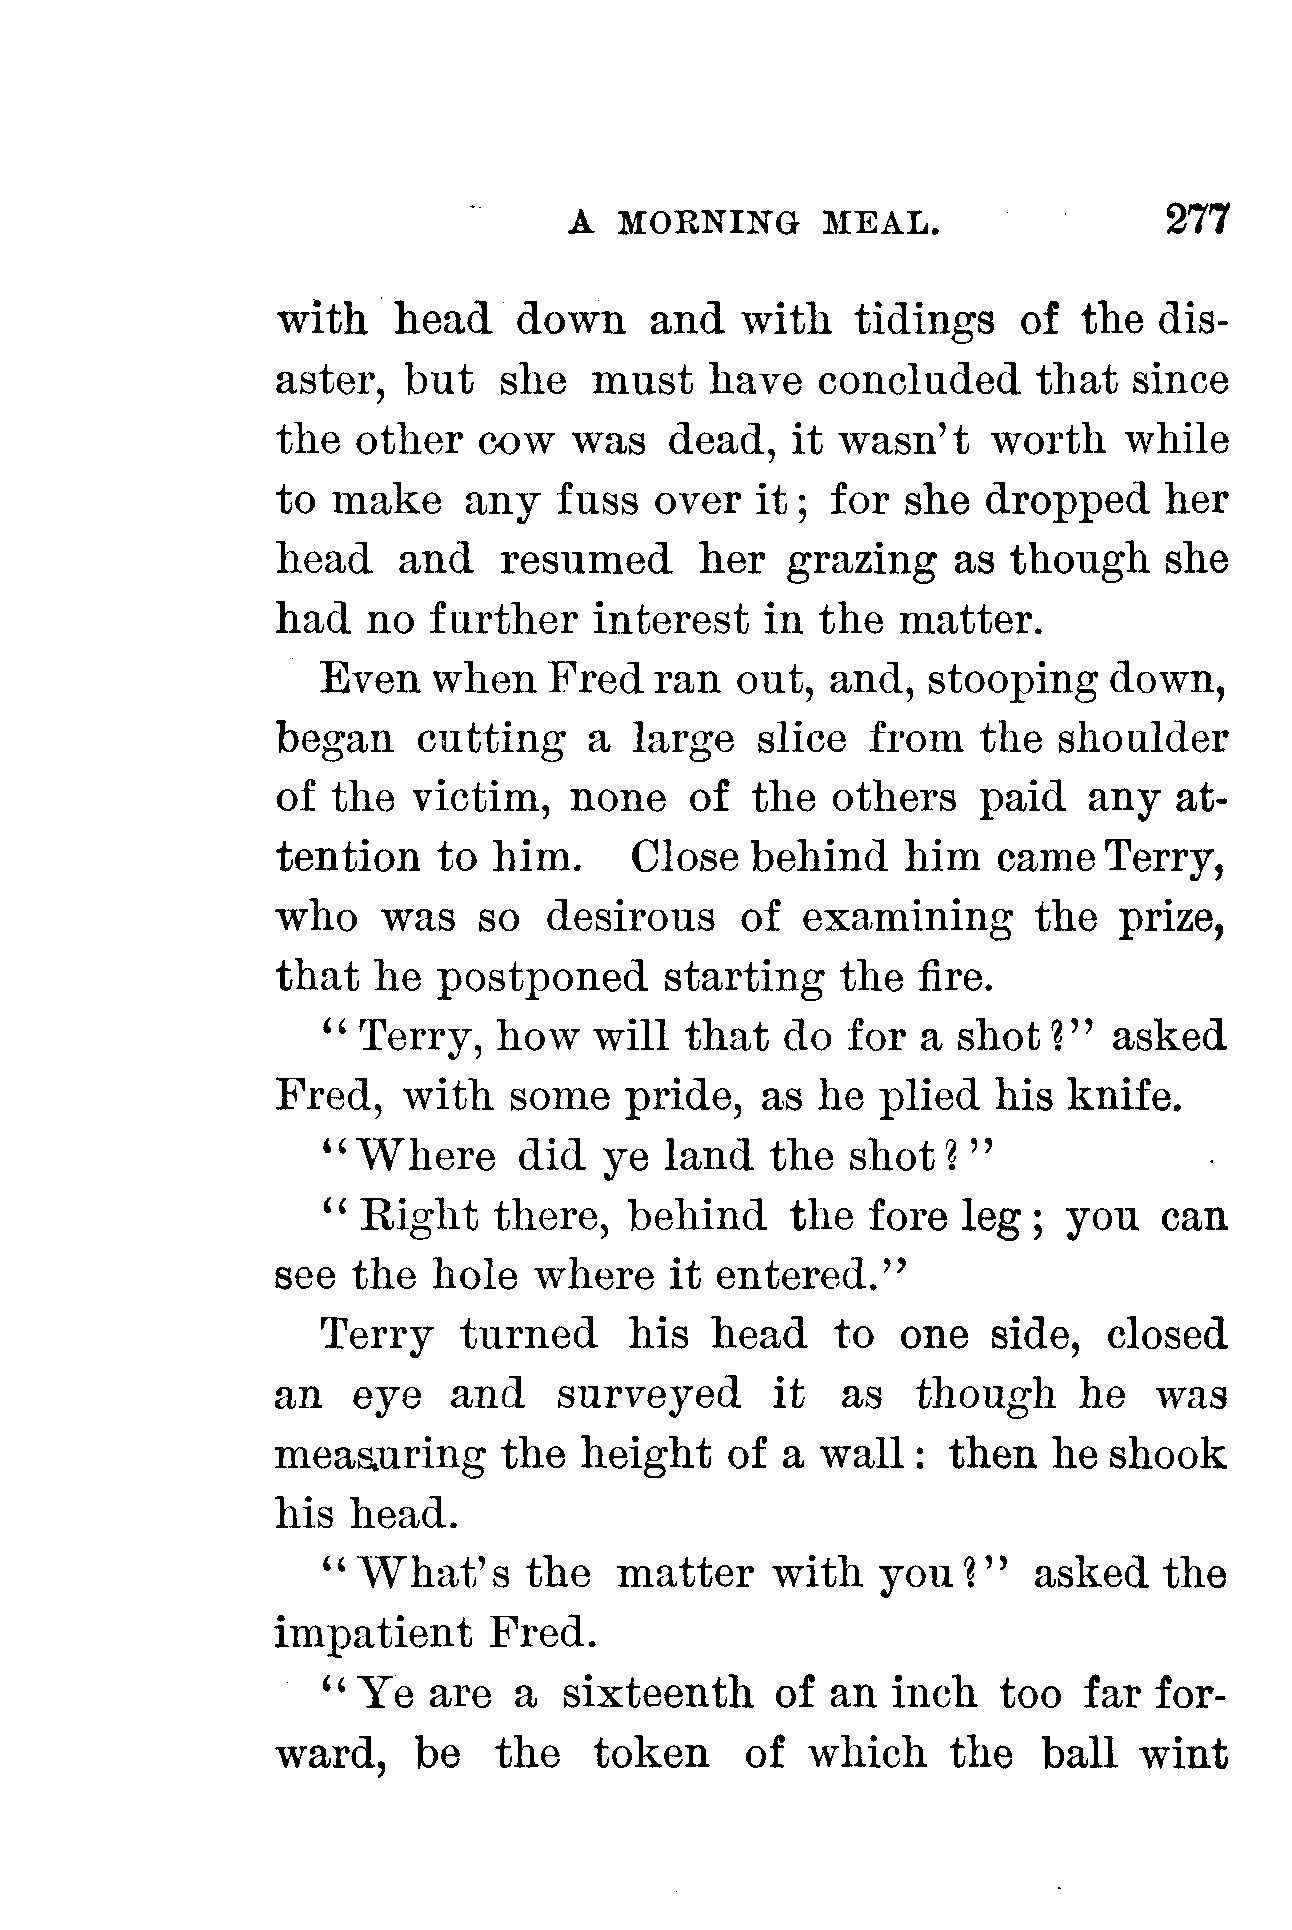 A MORNING MEAL. 277
with head down and with tidings of the dis-
aster, but she must have concluded that since
the other cow was dead, it wasn't worth while
to make any fuss over it; for she dropped her
head and resumed her grazing as though she
had no further interest in the matter.
Even when Fred ran out, and, stooping down,
began cutting a large slice from the shoulder
of the victim, none of the others paid any at-
tention to him. Close behind him came Terry,
who was so desirous of examining the prize,
that he postponed starting the fire.
"Terry, how will that do for a shot?" asked
Fred, with some pride, as he plied his knife.
"Where did ye land the shot?"
"Right there, behind the fore leg; you can
see the hole where it entered."
Terry turned his head to one side, closed
an eye and surveyed it as though he was
measuring the height of a wall: then he shook
his head.
"What's the matter with you?" asked the
impatient Fred.
"Ye are a sixteenth of an inch too far for-
ward, be the token of which the ball wint